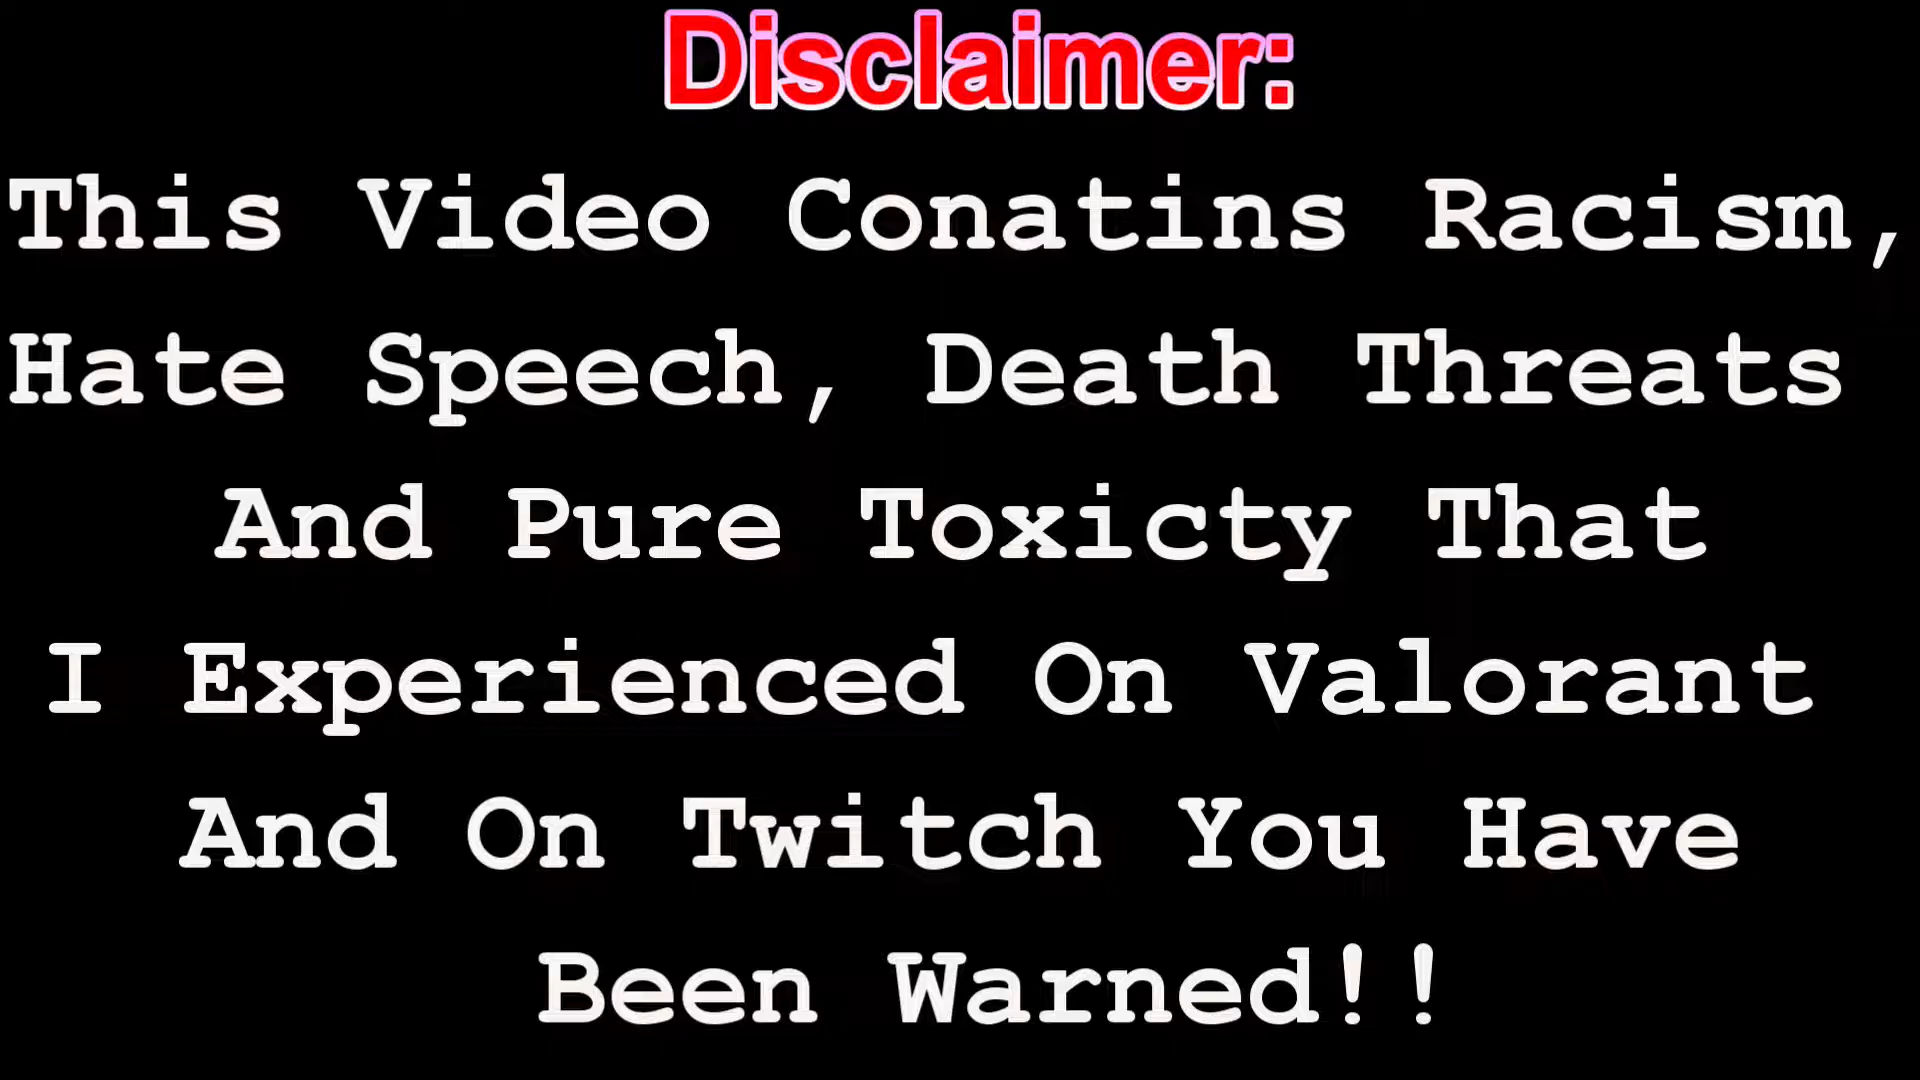 Disclaimer:
This Video Conatins Racism,
Hate Speech, Death Threats
And Pure Toxicty That
I Experienced On Valorant
And On Twitch You Have
Been Warned!!